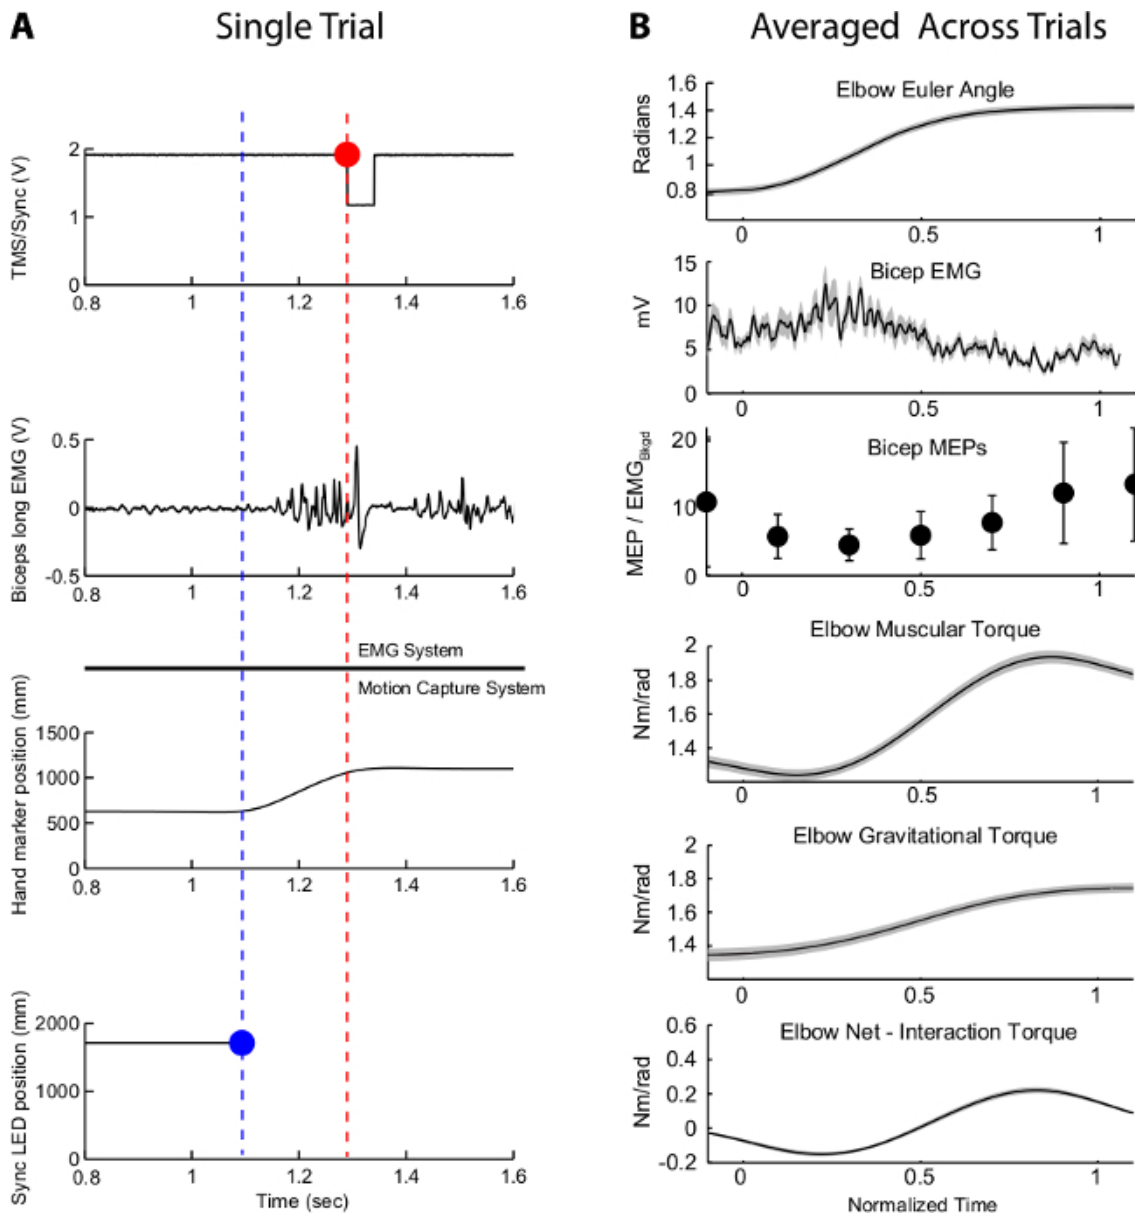 A Single Trial
TMS/Sync (V)
2
1
0
0.8 1 1.2 1.4 1.6
Biceps long EMG (V)
0.5
0
-0.5
0.8 1 1.2 1.4 1.6
EMG System
Motion Capture System
Hand marker position (mm)
1500
1000
500
0
0.8 1 1.2 1.4 1.6
Sync LED position (mm)
2000
1000
0
0.8 1 1.2 1.4 1.6
Time (sec)
B Averaged Across Trials
Elbow Euler Angle
Radians
1.6
1.4
1.2
1
0.8
0 0.5 1
Bicep EMG
mV
15
10
5
0
0 0.5 1
Bicep MEPs
MEP / EMG Bkgd
20
10
0
0 0.5 1
Elbow Muscular Torque
Nm/rad
2
1.8
1.6
1.4
0 0.5 1
Elbow Gravitational Torque
Nm/rad
2
1.8
1.6
1.4
0 0.5 1
Elbow Net - Interaction Torque
Nm/rad
0.6
0.4
0.2
0
-0.2
0 0.5 1
Normalized Time